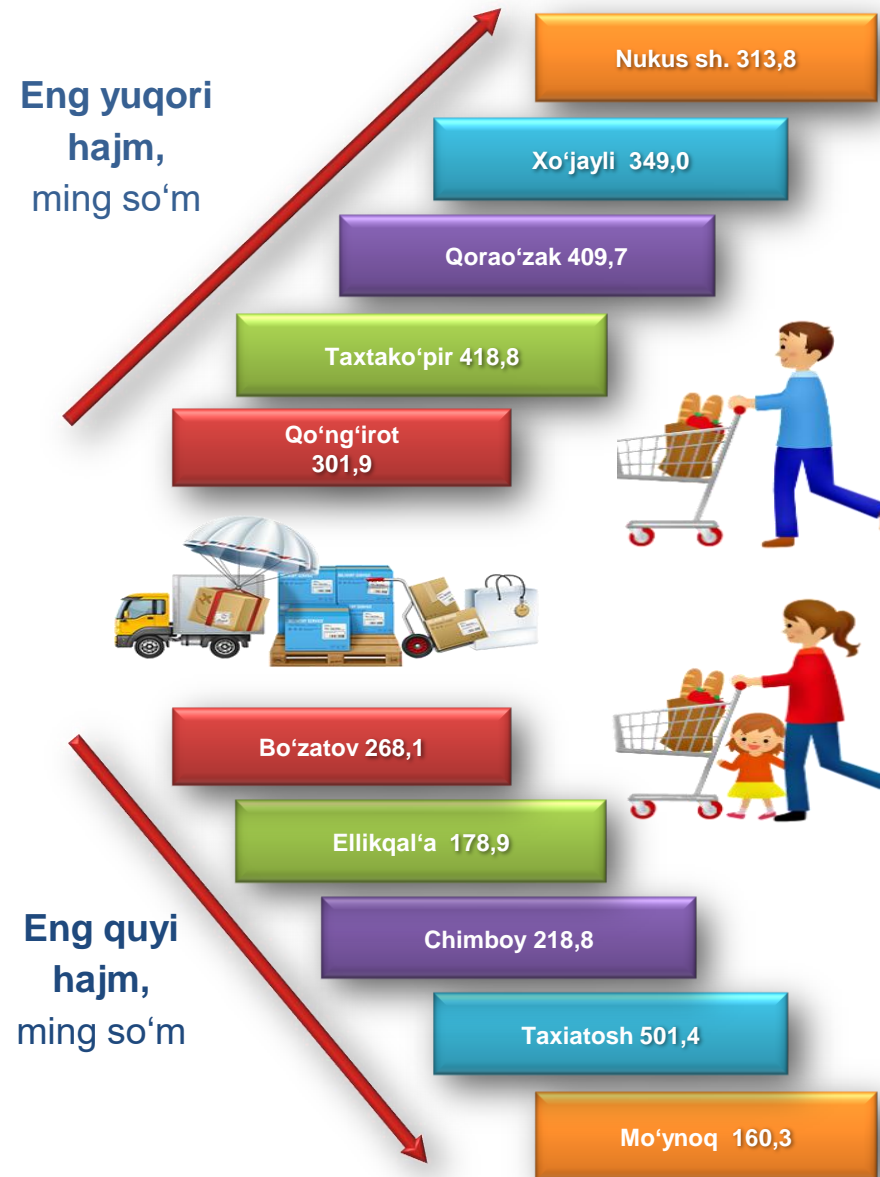 Eng yuqori
hajm,
ming so‘m
Nukus sh. 313,8
Xo‘jayli 349,0
Qorao‘zak 409,7
Taxtako‘pir 418,8
Qo‘ng‘irot
301,9
Bo‘zatov 268,1
Ellikqal‘a 178,9
Eng quyi
hajm,
ming so‘m
Chimboy 218,8
Taxiatosh 501,4
Mo‘ynoq 160,3